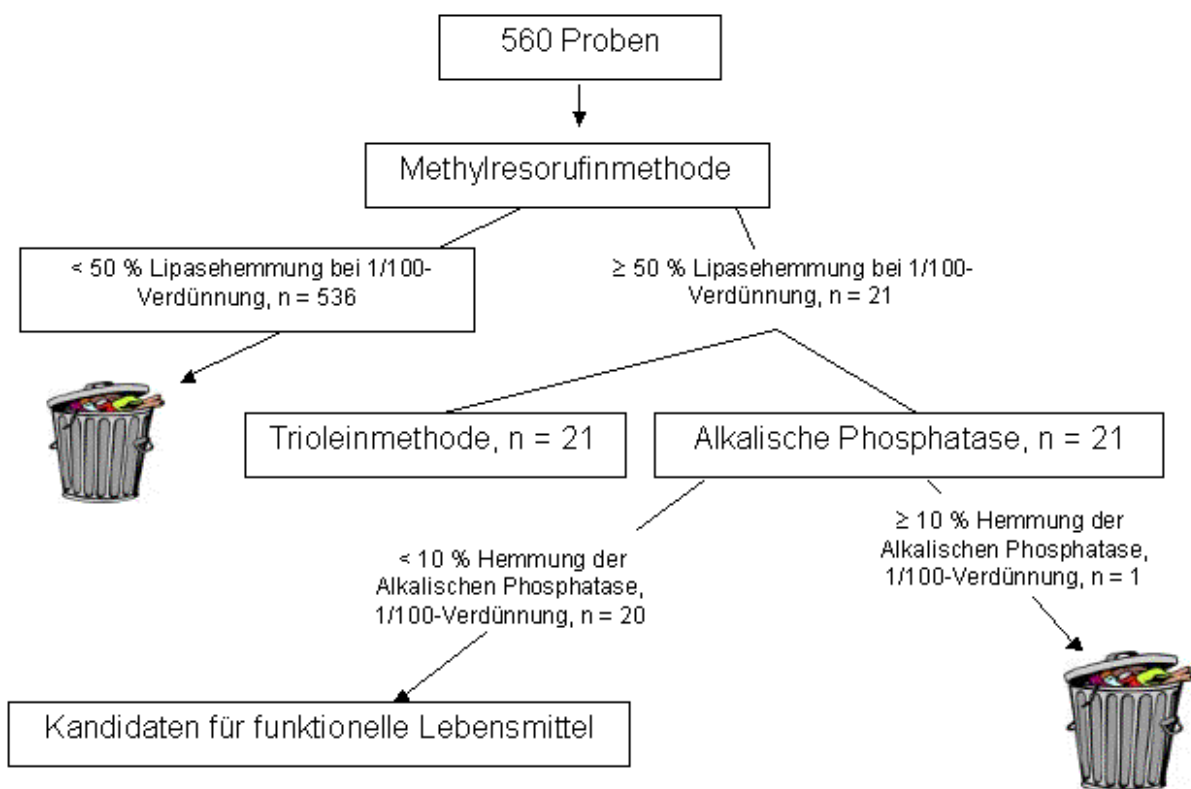 560 Proben
Methylresorufinmethode
< 50 % Lipasehemmung bei 1/100-
Verdünnung, n = 536
≥ 50 % Lipasehemmung bei 1/100-
Verdünnung, n = 21
Trioleinmethode, n = 21
Alkalische Phosphatase, n = 21
< 10 % Hemmung der
Alkalischen Phosphatase,
1/100-Verdünnung, n = 20
≥ 10 % Hemmung der
Alkalischen Phosphatase,
1/100-Verdünnung, n = 1
Kandidaten für funktionelle Lebensmittel